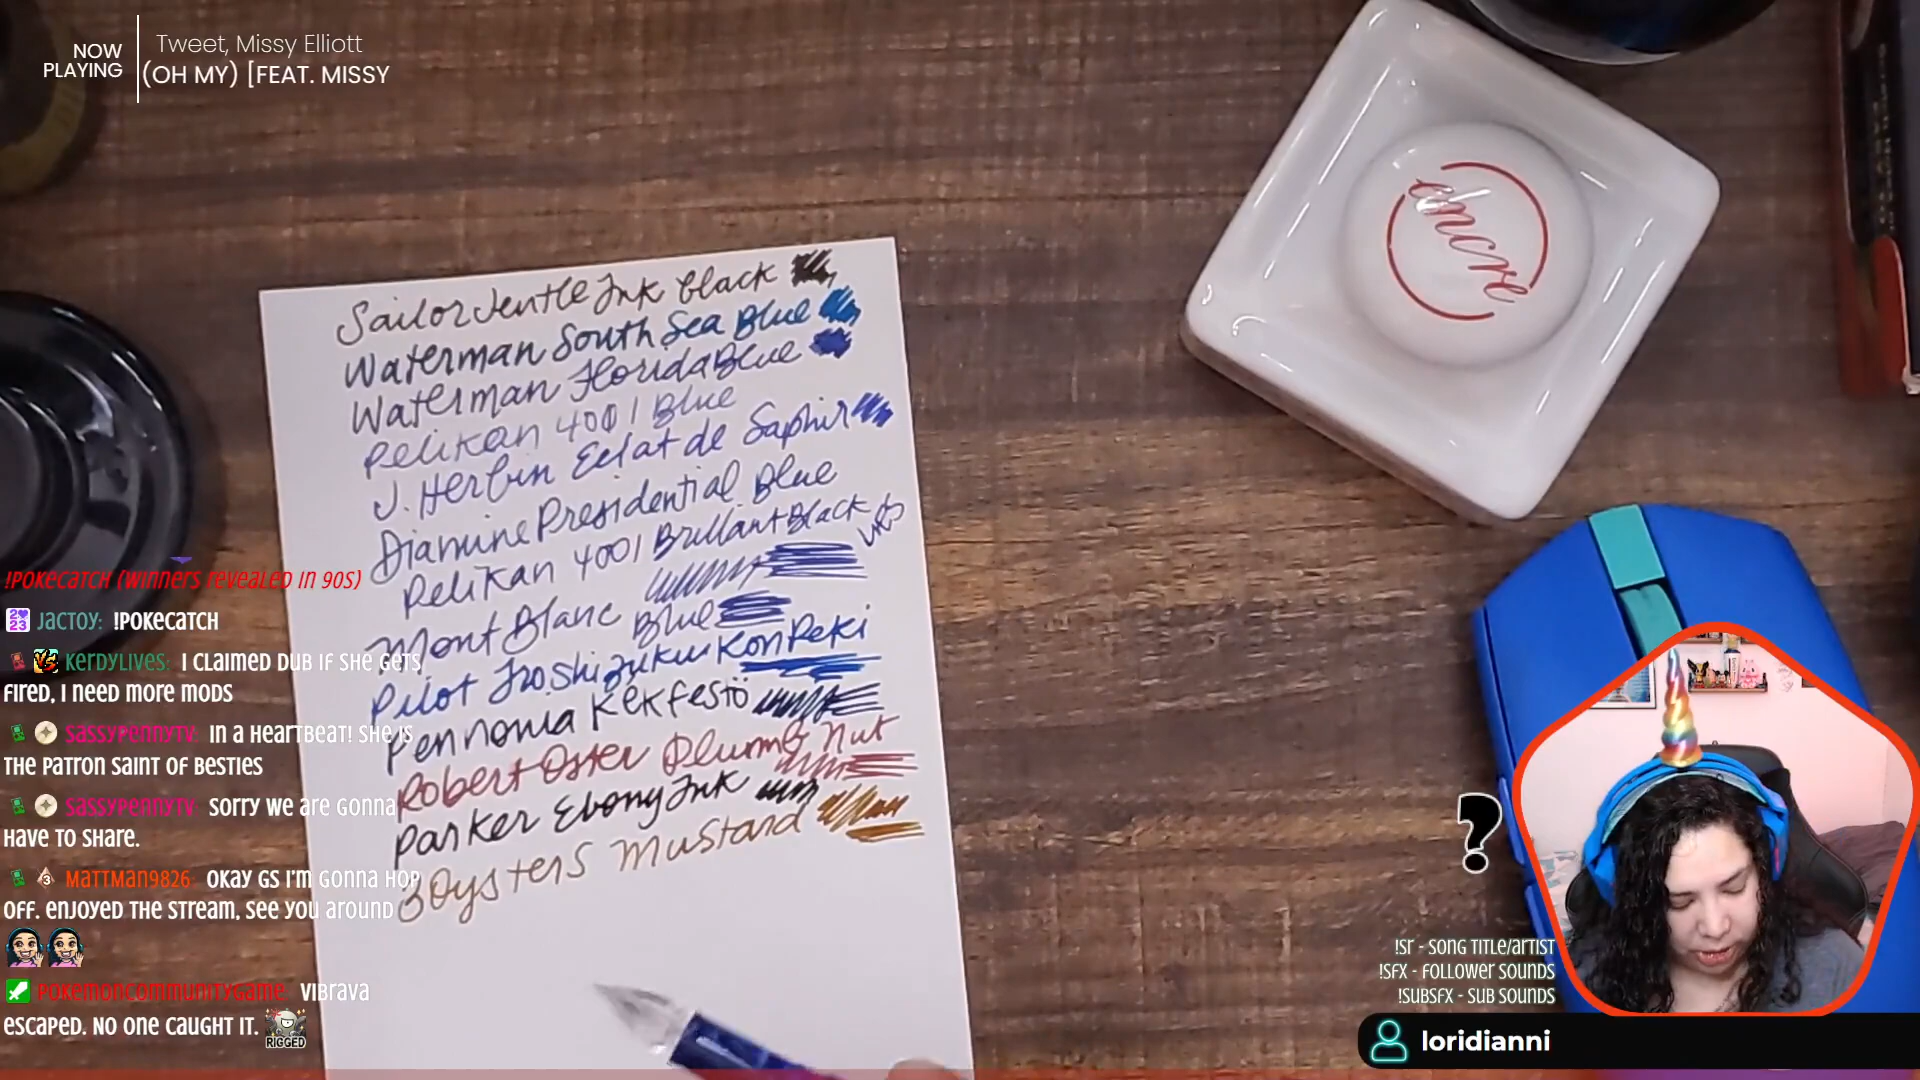 NOW PLAYING
Tweet, Missy Elliott
(OH MY) [FEAT. MISSY
encre
Sailor Jentle Ink Black
Waterman South Sea Blue
Waterman Florida Blue
Pelikan 4001 Blue
J. Herbin Eclat de Saphir
Diamine Presidential Blue
Pelikan 4001 Brillant Black
Mont Blanc
Blue
Pilot Iroshizuku Kon Peki
Pennonia Kékfestö
Robert Oster Plumb Nut
Parker Ebony Ink
3 Oysters Mustard
!POKECATCH (WINNERS REVEALED IN 90S)
JACTOY: !POKECATCH
KERDYLIVES: I CLAIMED DUB IF SHE GETS
FIRED, I NEED MORE MODS
SASSYPENNYTV: IN A HEARTBEAT! SHE IS
THE PATRON SAINT OF BESTIES
SASSYPENNYTV: SORRY WE ARE GONNA
HAVE TO SHARE.
MATTMAN9826: OKAY GS I'M GONNA HOP
OFF. ENJOYED THE STREAM, SEE YOU AROUND
POKEMONCOMMUNITYGAME: VIBRAVA
ESCAPED. NO ONE CAUGHT IT.
RIGGED
?
!SR - SONG TITLE/ARTIST
!SFX - FOLLOWER SOUNDS
!SUBSFX - SUB SOUNDS
loridianni